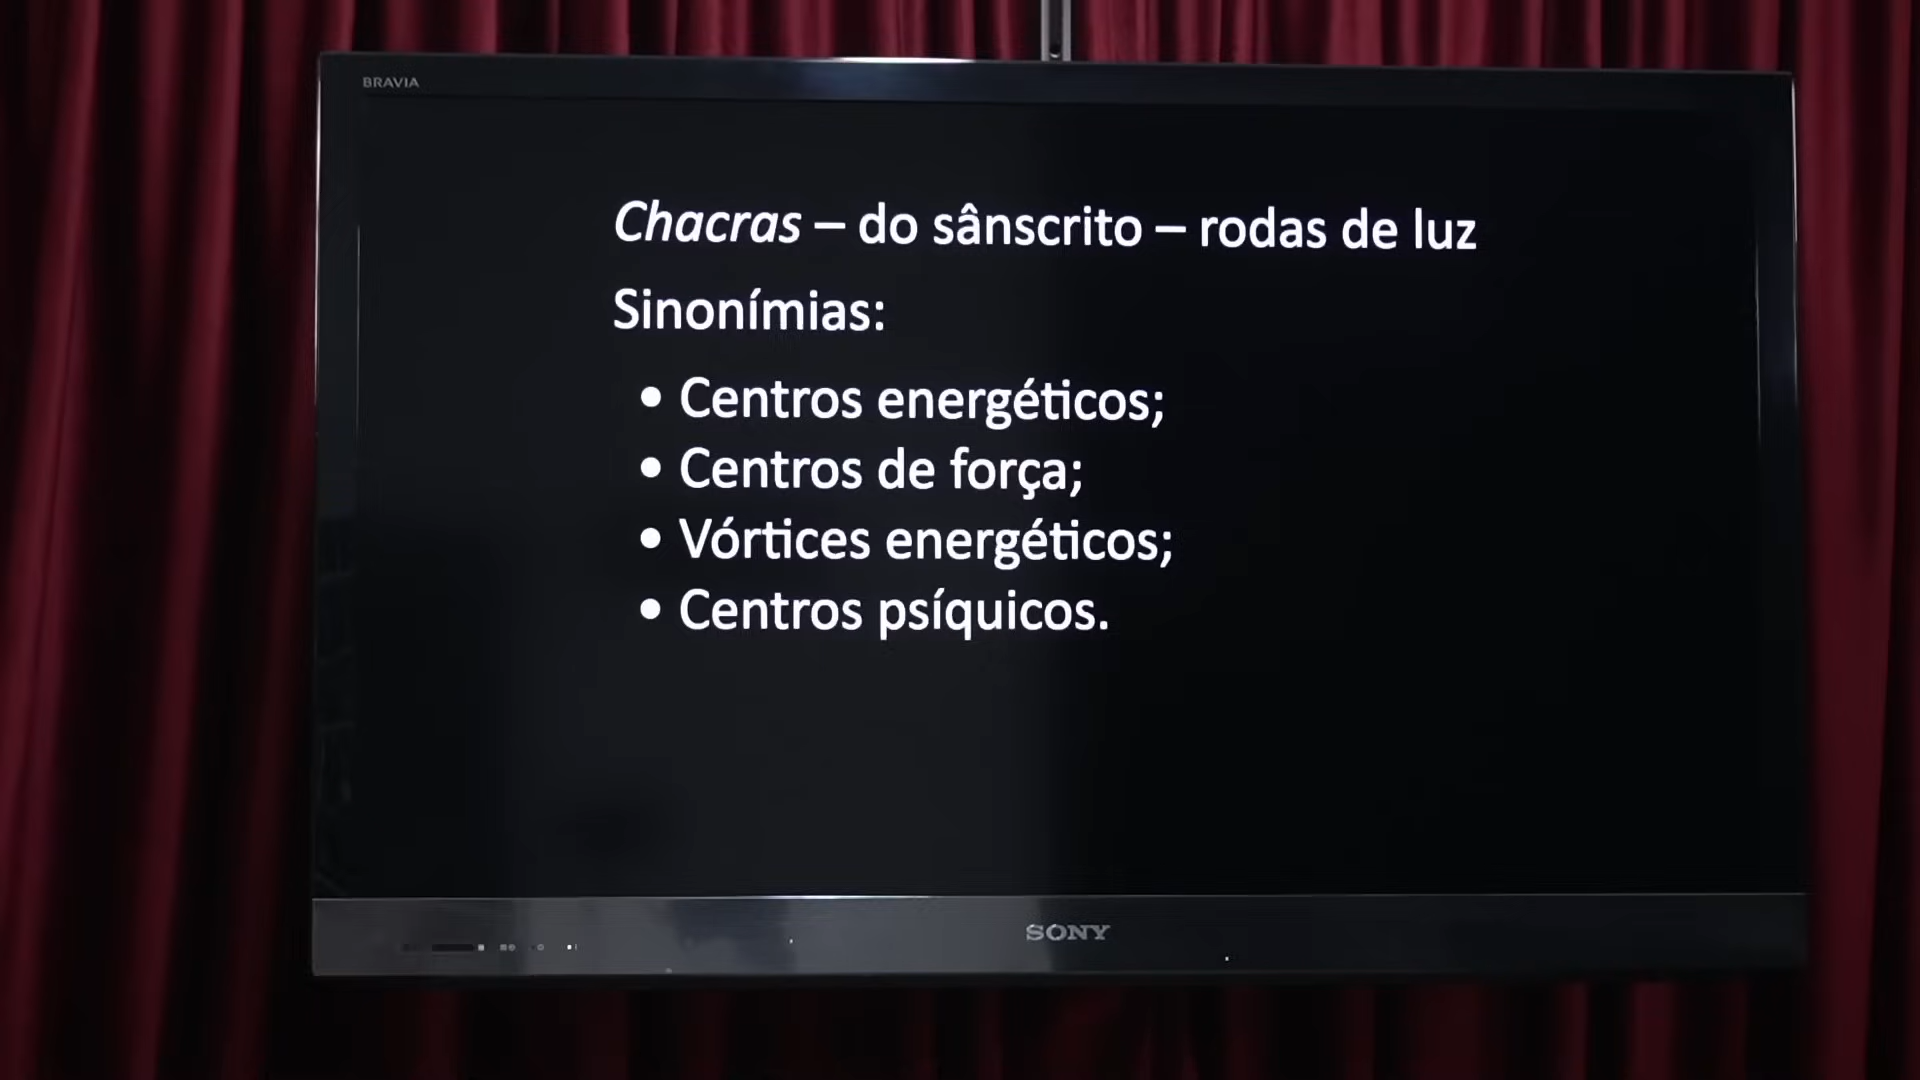 BRAVIA
Chacras – do sânscrito – rodas de luz
Sinonímias:
• Centros energéticos;
• Centros de força;
• Vórtices energéticos;
• Centros psíquicos.
SONY